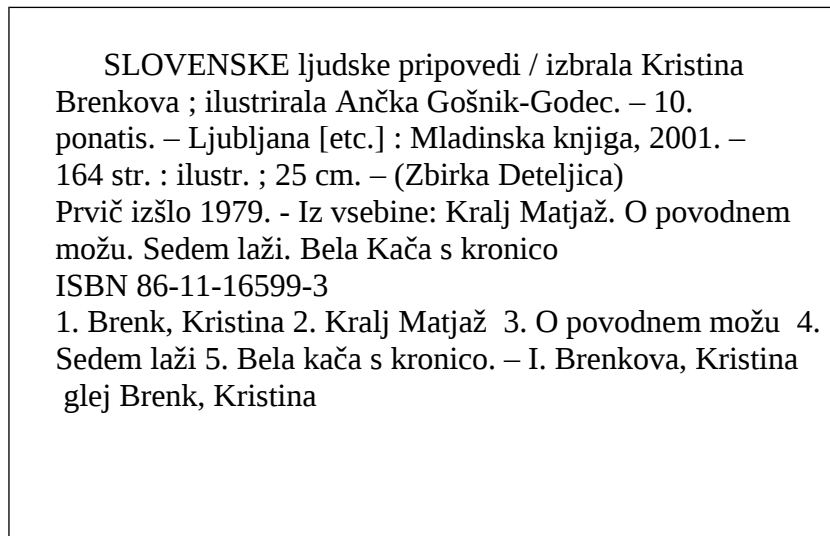 SLOVENSKE ljudske pripovedi / izbrala Kristina
Brenkova ; ilustrirala Ančka Gošnik-Godec. – 10.
ponatis. – Ljubljana [etc.] : Mladinska knjiga, 2001. –
164 str. : ilustr. ; 25 cm. – (Zbirka Deteljica)
Prvič izšlo 1979. - Iz vsebine: Kralj Matjaž. O povodnem
možu. Sedem laži. Bela Kača s kronico
ISBN 86-11-16599-3
1. Brenk, Kristina 2. Kralj Matjaž 3. O povodnem možu 4.
Sedem laži 5. Bela kača s kronico. – I. Brenkova, Kristina
glej Brenk, Kristina